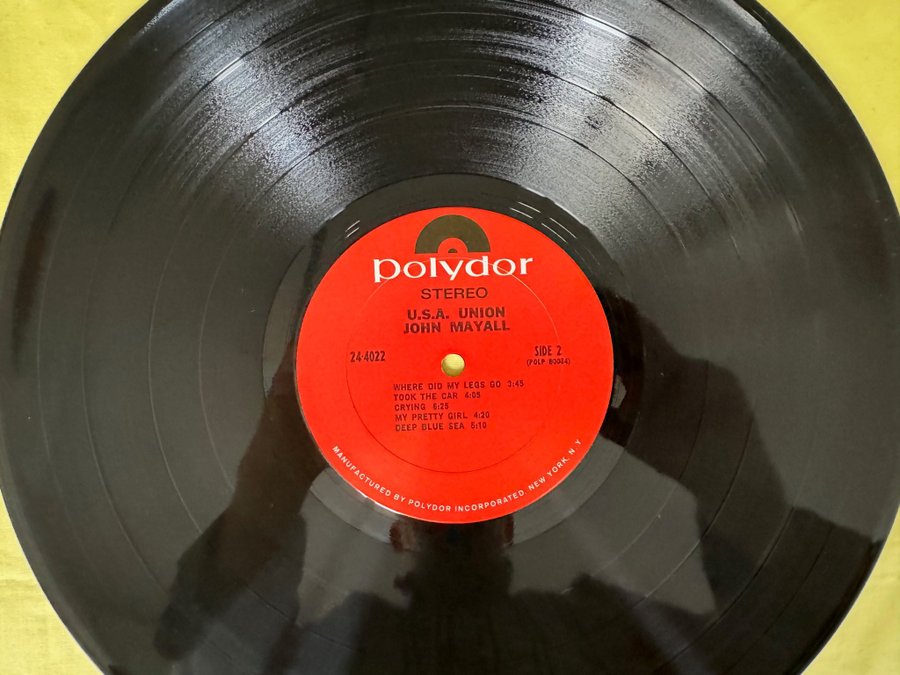 polydor
STEREO
U.S.A. UNION
JOHN MAYALL
24-4022
SIDE 2
(POLP 80034)
WHERE DID MY LEGS GO 3:45
TOOK THE CAR 4:05
CRYING 6:25
MY PRETTY GIRL 4:20
DEEP BLUE SEA 5:10
MANUFACTURED BY POLYDOR INCORPORATED. NEW YORK, N.Y